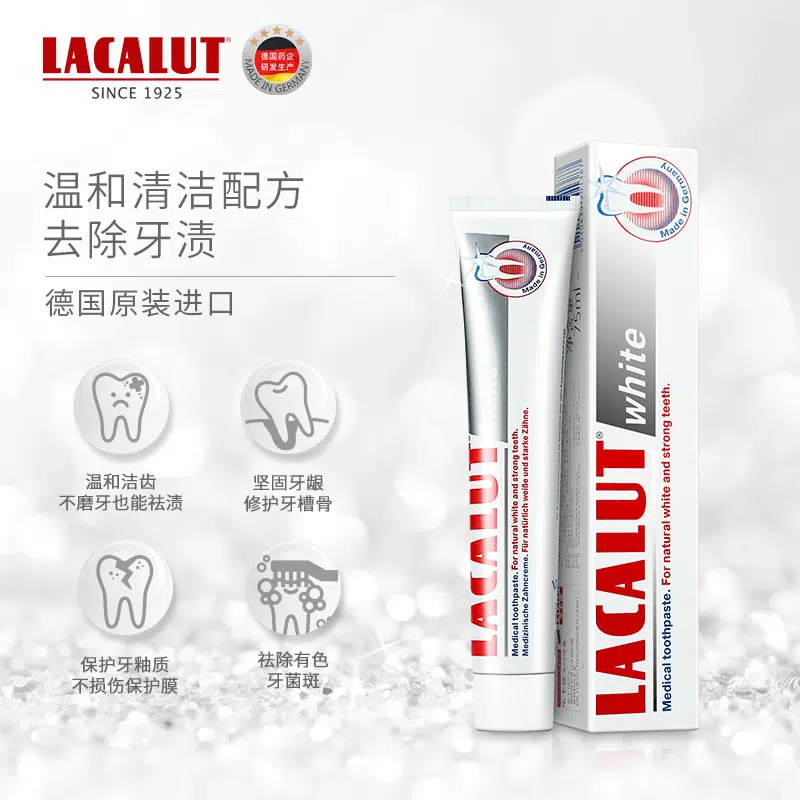 LACALUT®
SINCE 1925
德国药企
研发生产
MADE IN GERMANY
温和清洁配方
去除牙渍
德国原装进口
温和洁齿
不磨牙也能祛渍
坚固牙龈
修护牙槽骨
保护牙釉质
不损伤保护膜
祛除有色
牙菌斑
Made in Germany
LACALUT
Medical toothpaste. For natural white and strong teeth.
Medizinische Zahncreme. Für natürlich weiße und starke Zähne.
75ml
Made in Germany
white
LACALUT®
Medical toothpaste. For natural white and strong teeth.